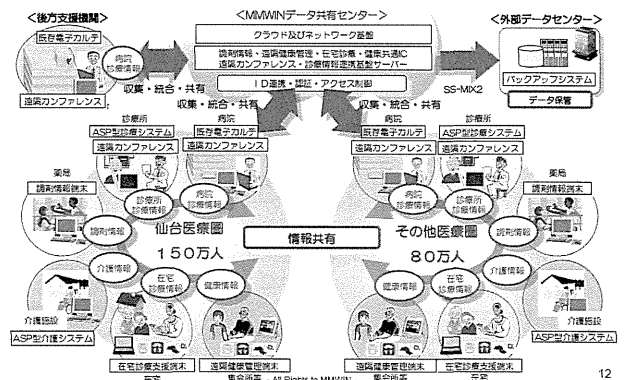 <後方支援機関>
既存電子カルテ
遠隔カンファレンス
病院
診療情報
収集・統合・共有
<MMWINデータ共有センター>
クラウド及びネットワーク基盤
調剤情報・遠隔健康管理・在宅診療・健康共通IC
遠隔カンファレンス・診療情報連携基盤サーバー
ID連携・認証・アクセス制御
SS-MIX2
<外部データセンター>
バックアップシステム
データ保管
収集・統合・共有
収集・統合・共有
診療所
ASP型診療システム
遠隔カンファレンス
病院
既存電子カルテ
遠隔カンファレンス
薬局
調剤情報端末
診療所
診療情報
病院
診療情報
調剤情報
仙台医療圏
150万人
介護情報
在宅
診療情報
健康情報
介護施設
ASP型介護システム
在宅診療支援端末
在宅
遠隔健康管理端末
集会所等
情報共有
病院
既存電子カルテ
遠隔カンファレンス
診療所
ASP型診療システム
遠隔カンファレンス
薬局
調剤情報端末
病院
診療情報
診療所
診療情報
調剤情報
その他医療圏
80万人
健康情報
在宅
診療情報
介護情報
介護施設
ASP型介護システム
遠隔健康管理端末
集会所等
在宅診療支援端末
在宅
All Rights to MMWIN
12